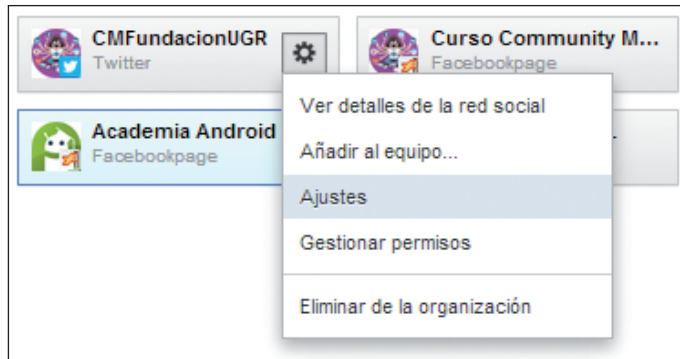 CMFundacionUGR
Twitter
Curso Community M...
Facebookpage
Academia Android
Facebookpage
Ver detalles de la red social
Añadir al equipo...
Ajustes
Gestionar permisos
Eliminar de la organización